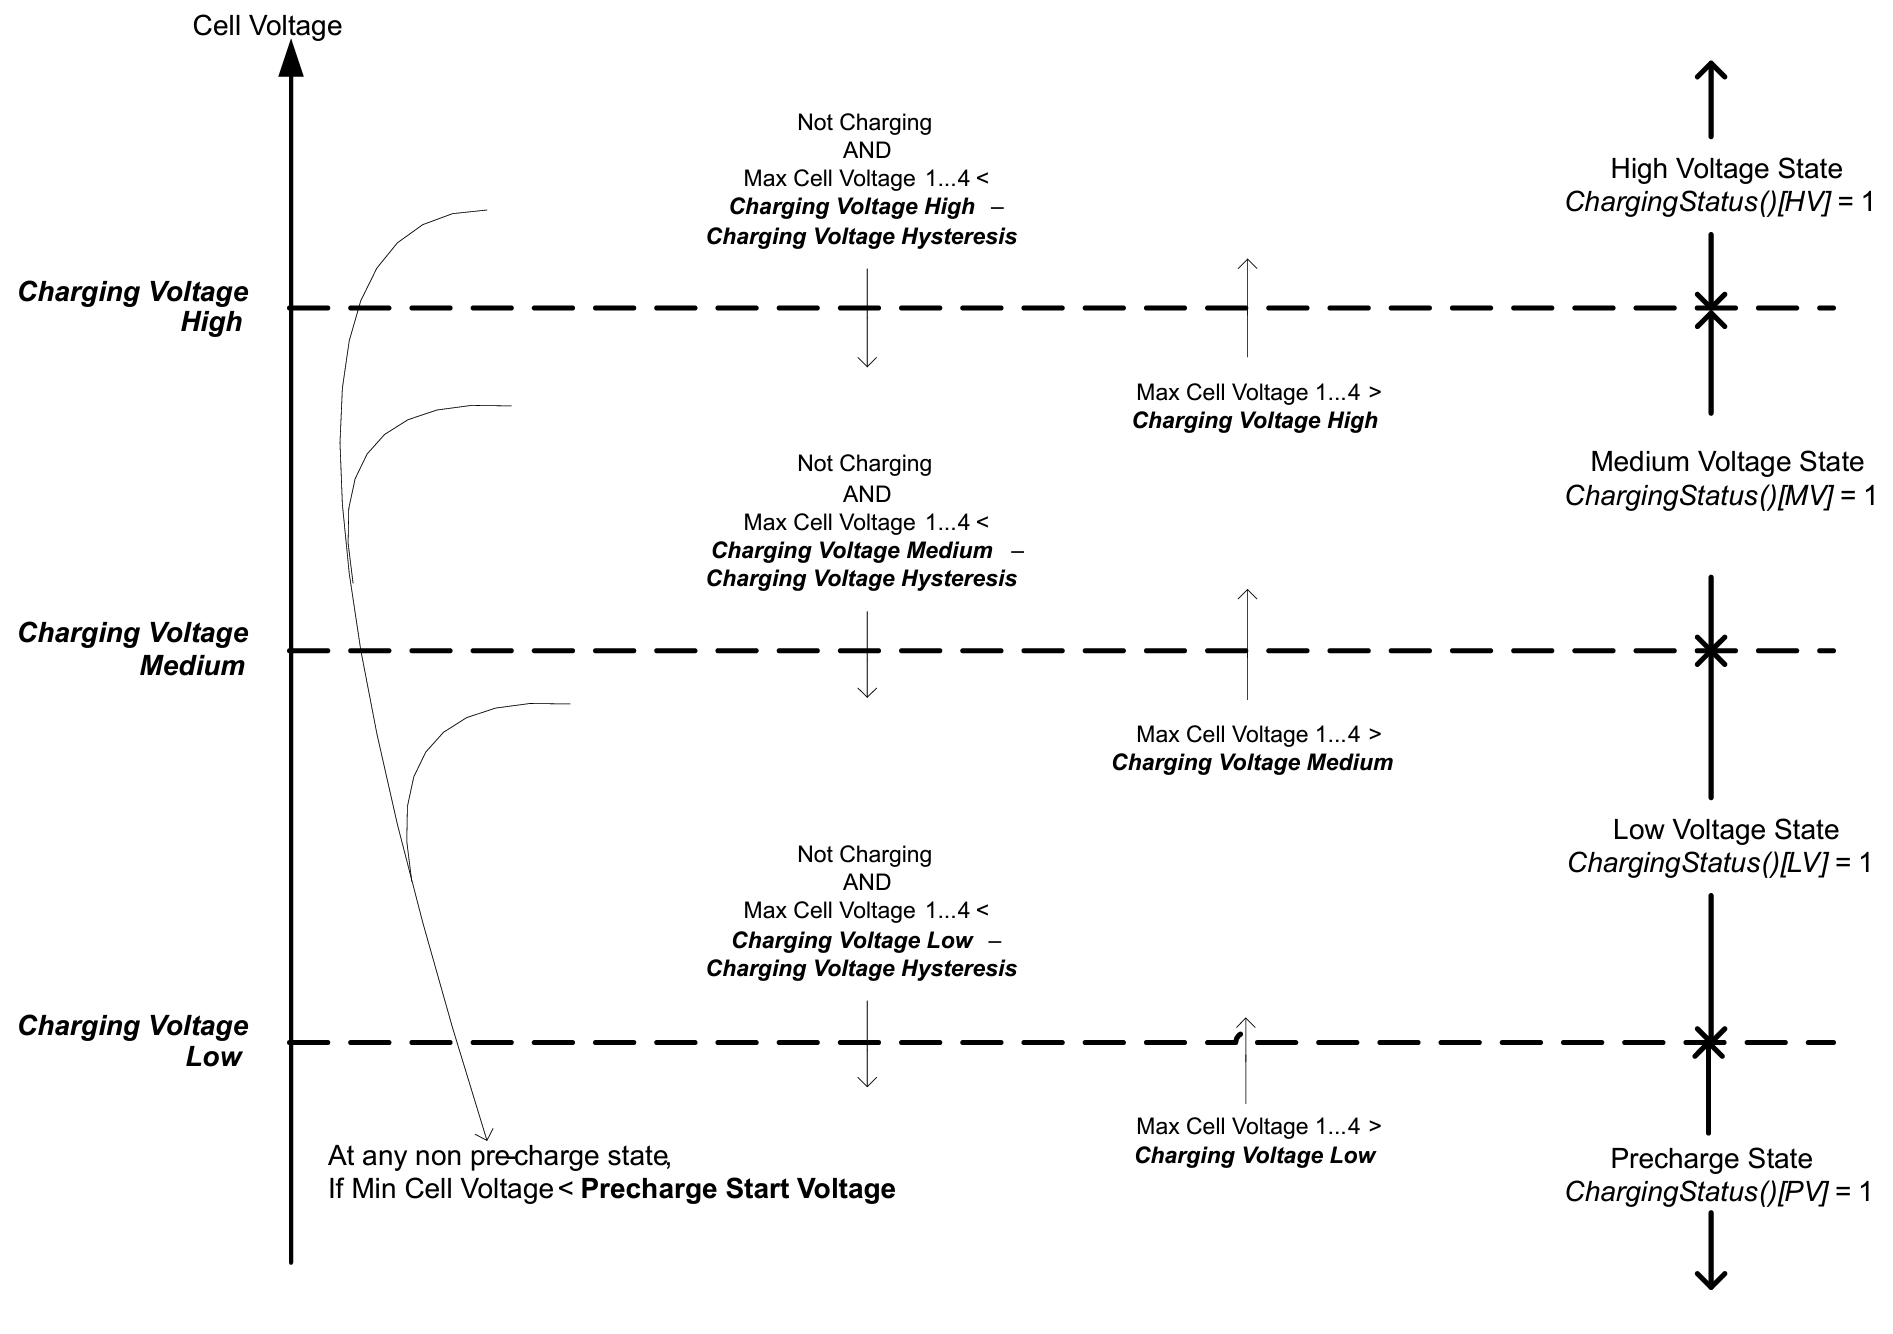 Cell Voltage
Not Charging
AND
Max Cell Voltage 1...4 <
Charging Voltage High –
Charging Voltage Hysteresis
High Voltage State
ChargingStatus()[HV] = 1
Charging Voltage
High
Max Cell Voltage 1...4 >
Charging Voltage High
Not Charging
AND
Max Cell Voltage 1...4 <
Charging Voltage Medium –
Charging Voltage Hysteresis
Medium Voltage State
ChargingStatus()[MV] = 1
Charging Voltage
Medium
Max Cell Voltage 1...4 >
Charging Voltage Medium
Not Charging
AND
Max Cell Voltage 1...4 <
Charging Voltage Low –
Charging Voltage Hysteresis
Low Voltage State
ChargingStatus()[LV] = 1
Charging Voltage
Low
Max Cell Voltage 1...4 >
Charging Voltage Low
At any non pre-charge state,
If Min Cell Voltage < Precharge Start Voltage
Precharge State
ChargingStatus()[PV] = 1